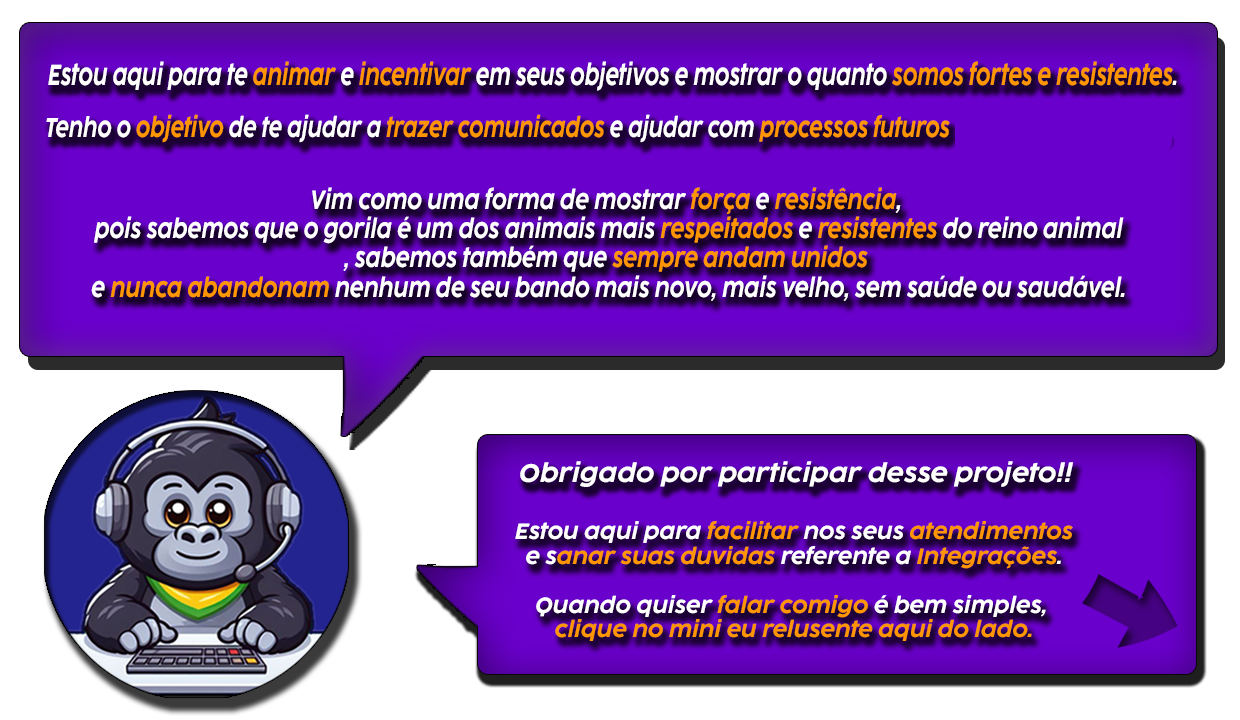 Estou aqui para te animar e incentivar em seus objetivos e mostrar o quanto somos fortes e resistentes.
Tenho o objetivo de te ajudar a trazer comunicados e ajudar com processos futuros
Vim como uma forma de mostrar força e resistência,
pois sabemos que o gorila é um dos animais mais respeitados e resistentes do reino animal
, sabemos também que sempre andam unidos
e nunca abandonam nenhum de seu bando mais novo, mais velho, sem saúde ou saudável.
Obrigado por participar desse projeto!!
Estou aqui para facilitar nos seus atendimentos
e sanar suas duvidas referente a Integrações.
Quando quiser falar comigo é bem simples,
clique no mini eu relusente aqui do lado.